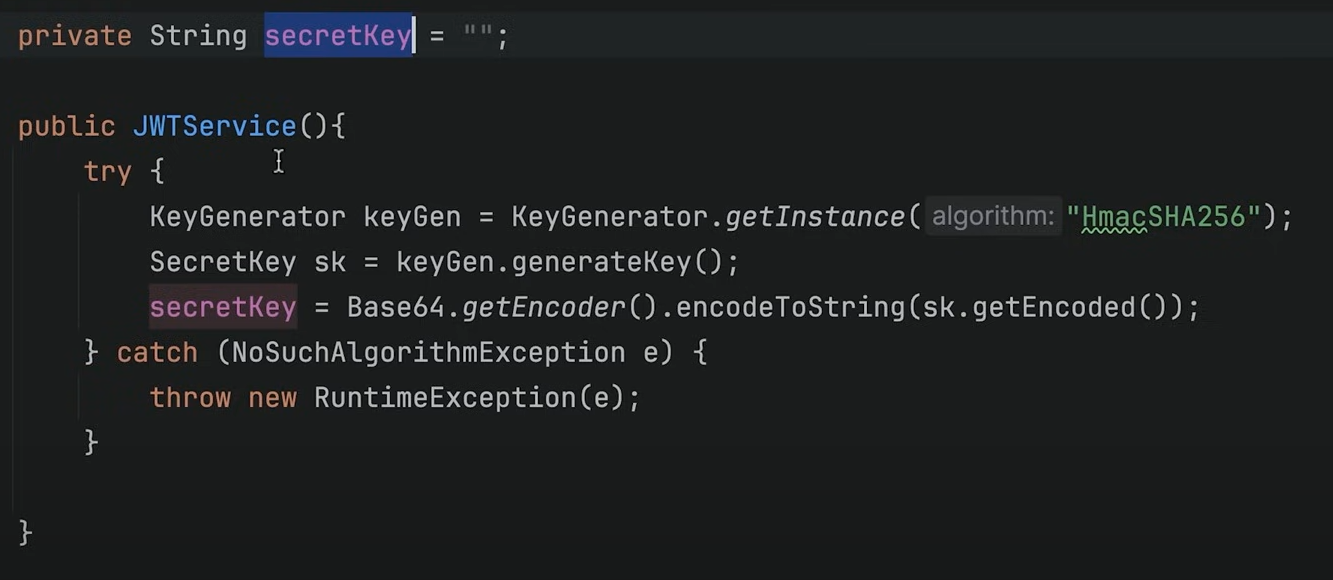 private String secretKey = "";
public JWTService(){
try {
KeyGenerator keyGen = KeyGenerator.getInstance( algorithm: "HmacSHA256");
SecretKey sk = keyGen.generateKey();
secretKey = Base64.getEncoder().encodeToString(sk.getEncoded());
} catch (NoSuchAlgorithmException e) {
throw new RuntimeException(e);
}
}